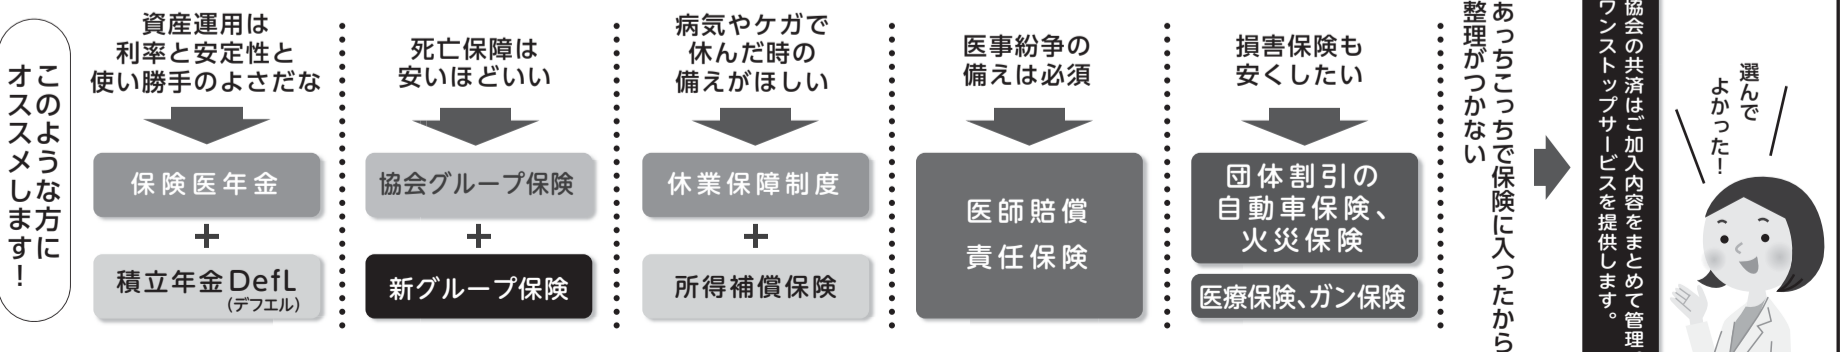 このような方に
オススメします！
資産運用は
利率と安定性と
使い勝手のよさだな
保険医年金
+
積立年金DefL
(デフエル)
死亡保障は
安いほどいい
協会グループ保険
+
新グループ保険
病気やケガで
休んだ時の
備えがほしい
休業保障制度
+
所得補償保険
医事紛争の
備えは必須
医師賠償
責任保険
損害保険も
安くしたい
団体割引の
自動車保険、
火災保険
医療保険、ガン保険
あっちこっちで保険に入ったから
整理がつかない
協会の共済はご加入内容をまとめて管理
ワンストップサービスを提供します。
選んで
よかった！